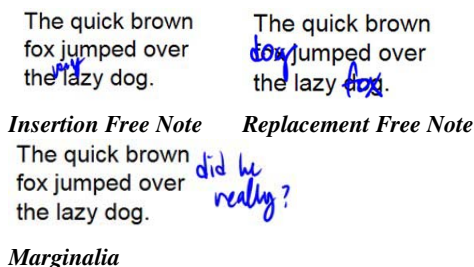 The quick brown
fox jumped over
the very lazy dog.
Insertion Free Note
The quick brown
dog jumped over
the lazy fox.
Replacement Free Note
The quick brown
fox jumped over
the lazy dog.
did he
really?
Marginalia